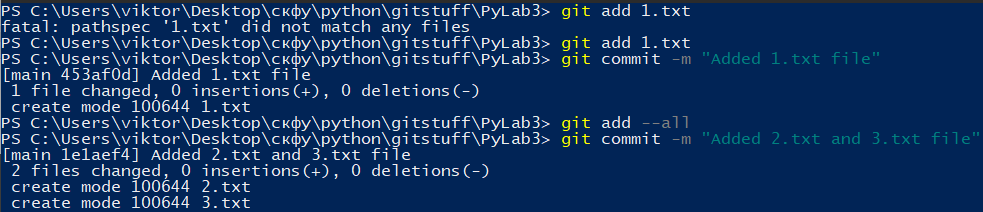 PS C:\Users\viktor\Desktop\скфу\python\gitstuff\PyLab3> git add 1.txt
fatal: pathspec '1.txt' did not match any files
PS C:\Users\viktor\Desktop\скфу\python\gitstuff\PyLab3> git add 1.txt
PS C:\Users\viktor\Desktop\скфу\python\gitstuff\PyLab3> git commit -m "Added 1.txt file"
[main 453af0d] Added 1.txt file
 1 file changed, 0 insertions(+), 0 deletions(-)
 create mode 100644 1.txt
PS C:\Users\viktor\Desktop\скфу\python\gitstuff\PyLab3> git add --all
PS C:\Users\viktor\Desktop\скфу\python\gitstuff\PyLab3> git commit -m "Added 2.txt and 3.txt file"
[main 1e1aef4] Added 2.txt and 3.txt file
 2 files changed, 0 insertions(+), 0 deletions(-)
 create mode 100644 2.txt
 create mode 100644 3.txt